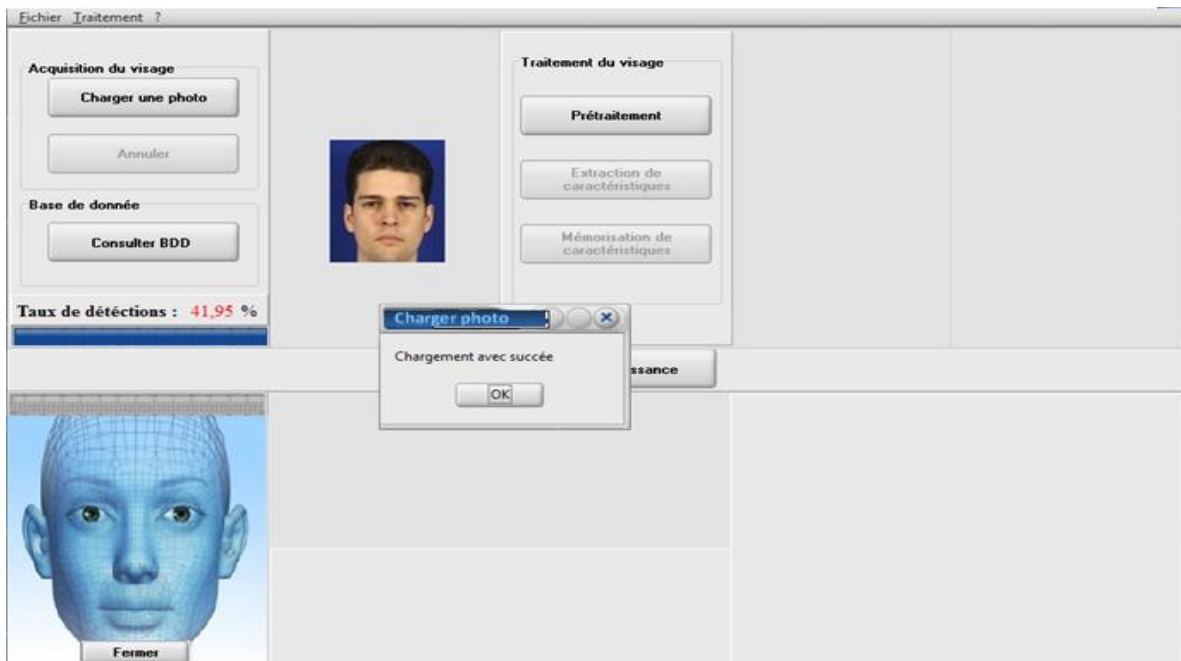 Fichier Traitement ?
Acquisition du visage
Charger une photo
Annuler
Base de donnée
Consulter BDD
Taux de détéctions : 41,95 %
Traitement du visage
Prétraitement
Extraction de
caractéristiques
Mémorisation de
caractéristiques
Charger photo
Chargement avec succée
OK
ssance
Fermer